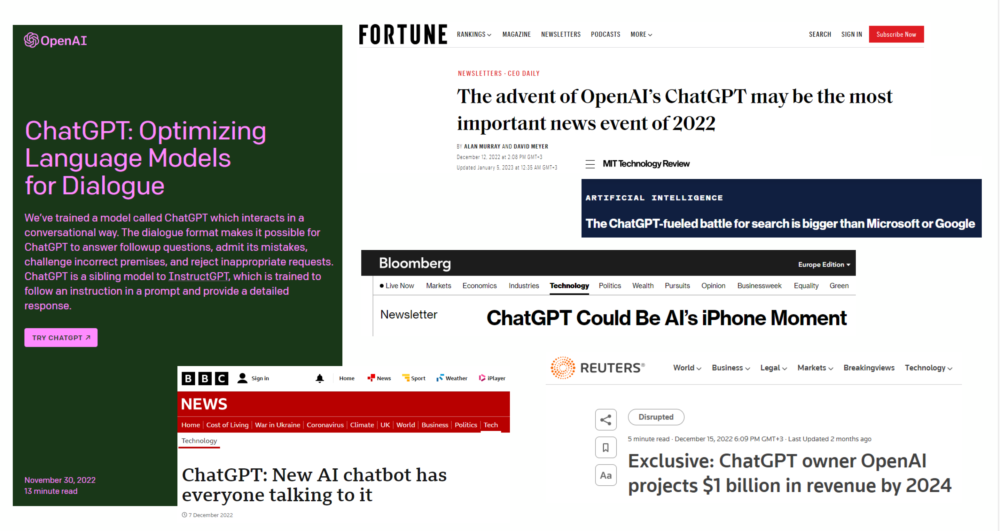 OpenAI
ChatGPT: Optimizing
Language Models
for Dialogue
We've trained a model called ChatGPT which interacts in a
conversational way. The dialogue format makes it possible for
ChatGPT to answer followup questions, admit its mistakes,
challenge incorrect premises, and reject inappropriate requests.
ChatGPT is a sibling model to InstructGPT, which is trained to
follow an instruction in a prompt and provide a detailed
response.
TRY CHATGPT ↗
November 30, 2022
13 minute read
FORTUNE RANKINGS MAGAZINE NEWSLETTERS PODCASTS MORE SEARCH SIGN IN Subscribe Now
NEWSLETTERS · CEO DAILY
The advent of OpenAI's ChatGPT may be the most
important news event of 2022
BY ALAN MURRAY AND DAVID MEYER
December 12, 2022 at 2:08 PM GMT+3
Updated January 5, 2023 at 12:35 AM GMT+3
MIT Technology Review
ARTIFICIAL INTELLIGENCE
The ChatGPT-fueled battle for search is bigger than Microsoft or Google
Bloomberg Europe Edition
Live Now Markets Economics Industries Technology Politics Wealth Pursuits Opinion Businessweek Equality Green
Newsletter ChatGPT Could Be AI's iPhone Moment
BBC Sign in Home News Sport Weather iPlayer
NEWS
Home Cost of Living War in Ukraine Coronavirus Climate UK World Business Politics Tech
Technology
ChatGPT: New AI chatbot has
everyone talking to it
7 December 2022
REUTERS® World Business Legal Markets Breakingviews Technology
Disrupted
5 minute read · December 15, 2022 6:09 PM GMT+3 · Last Updated 2 months ago
Exclusive: ChatGPT owner OpenAI
projects $1 billion in revenue by 2024
Aa